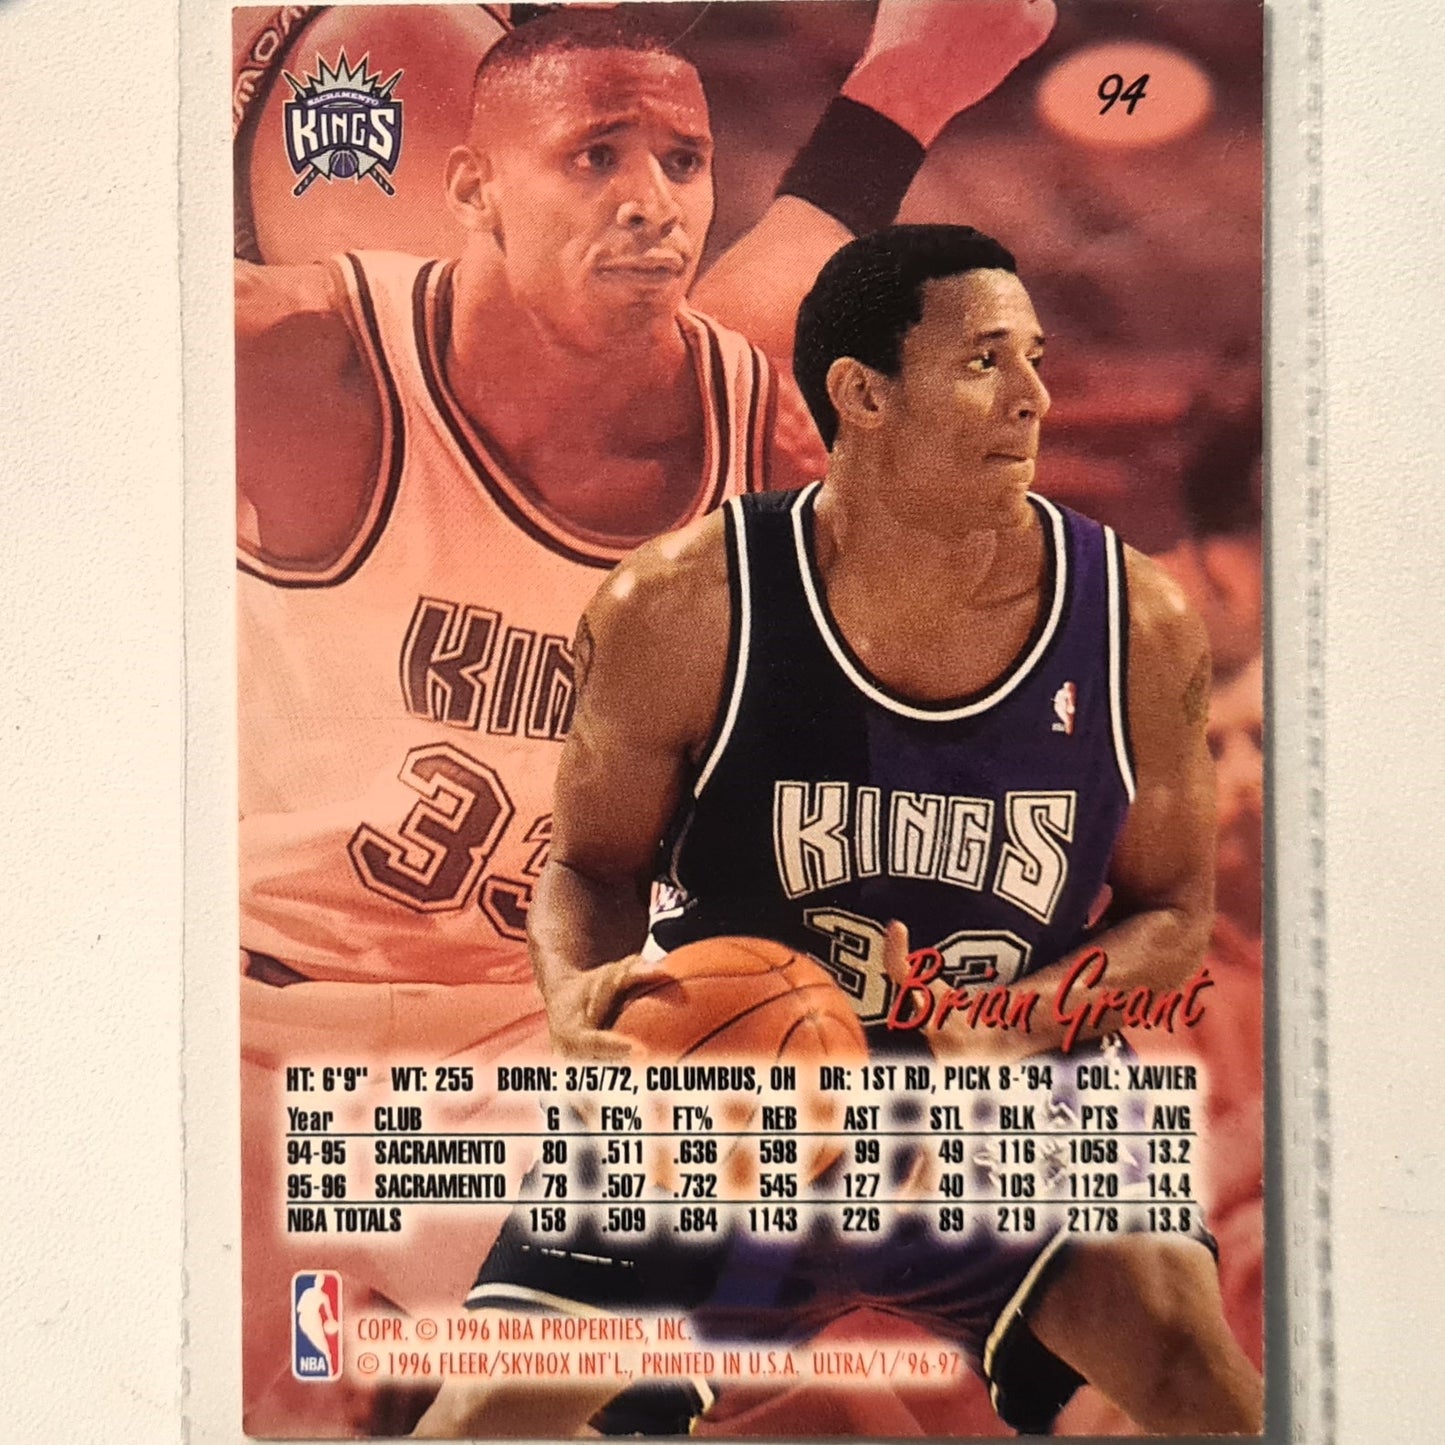 94
SACRAMENTO
KINGS
KIN
33
KINGS
33
Brian Grant
HT: 6'9" WT: 255 BORN: 3/5/72, COLUMBUS, OH DR: 1ST RD, PICK 8-'94 COL: XAVIER
Year CLUB G FG% FT% REB AST STL BLK PTS AVG
94-95 SACRAMENTO 80 .511 .636 598 99 49 116 1058 13.2
95-96 SACRAMENTO 78 .507 .732 545 127 40 103 1120 14.4
NBA TOTALS 158 .509 .684 1143 226 89 219 2178 13.8
NBA
COPR. © 1996 NBA PROPERTIES, INC.
© 1996 FLEER/SKYBOX INT'L., PRINTED IN U.S.A. ULTRA/1/'96-97